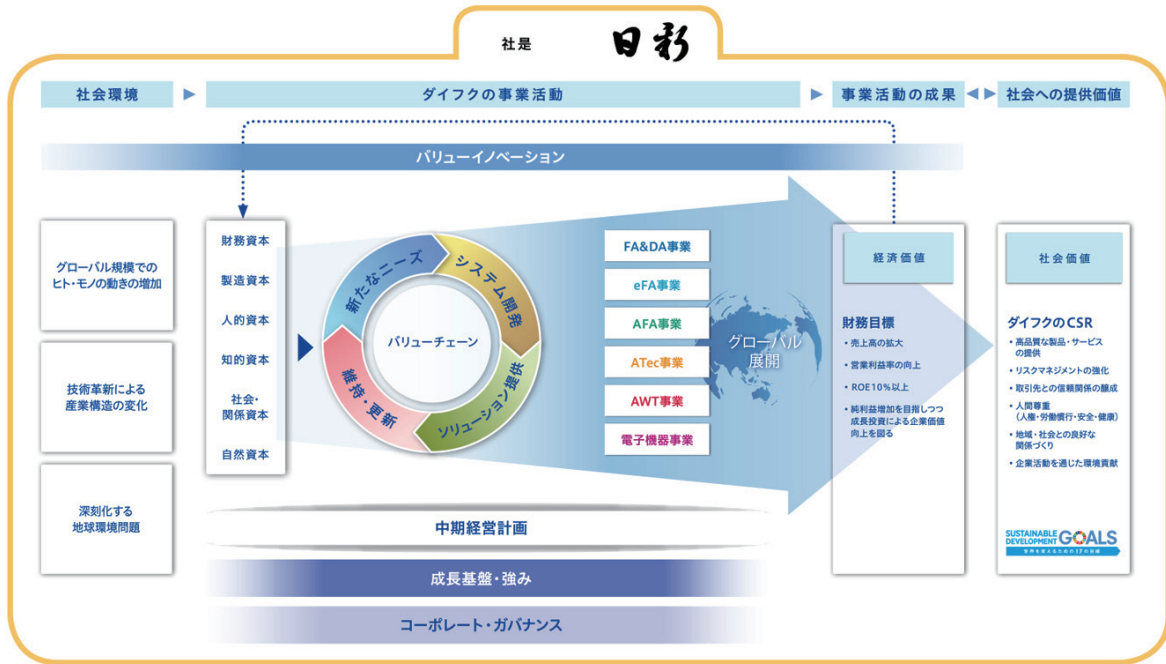 社是
日彩
社会環境
ダイフクの事業活動
事業活動の成果
社会への提供価値
バリューイノベーション
グローバル規模での
ヒト・モノの動きの増加
技術革新による
産業構造の変化
深刻化する
地球環境問題
財務資本
製造資本
人的資本
知的資本
社会・
関係資本
自然資本
新たなニーズ
システム開発
バリューチェーン
維持・更新
ソリューション提供
FA&DA事業
eFA事業
AFA事業
ATec事業
AWT事業
電子機器事業
グローバル
展開
経済価値
財務目標
・売上高の拡大
・営業利益率の向上
・ROE10%以上
・純利益増加を目指しつつ
成長投資による企業価値
向上を図る
社会価値
ダイフクのCSR
・高品質な製品・サービス
の提供
・リスクマネジメントの強化
・取引先との信頼関係の醸成
・人間尊重
(人権・労働慣行・安全・健康)
・地域・社会との良好な
関係づくり
・企業活動を通じた環境貢献
SUSTAINABLE
DEVELOPMENT GOALS
世界を変えるための17の目標
中期経営計画
成長基盤・強み
コーポレート・ガバナンス